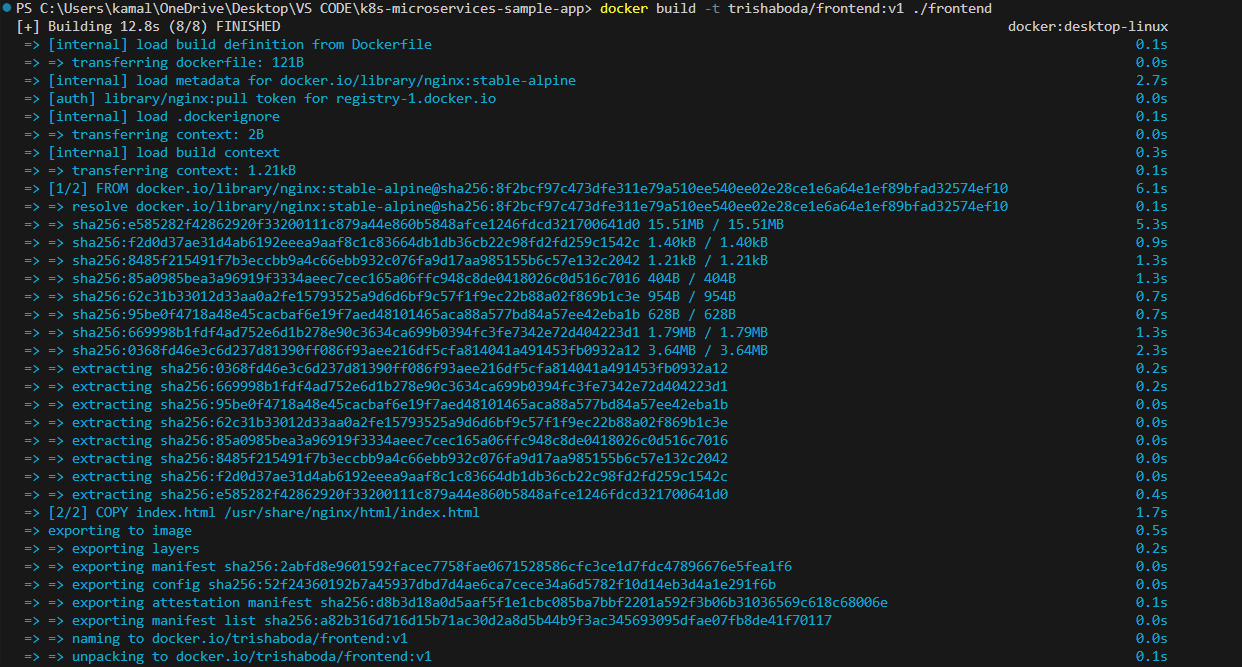 PS C:\Users\kamal\OneDrive\Desktop\VS CODE\k8s-microservices-sample-app> docker build -t trishaboda/frontend:v1 ./frontend
[+] Building 12.8s (8/8) FINISHED docker:desktop-linux
=> [internal] load build definition from Dockerfile 0.1s
=> => transferring dockerfile: 121B 0.0s
=> [internal] load metadata for docker.io/library/nginx:stable-alpine 2.7s
=> [auth] library/nginx:pull token for registry-1.docker.io 0.0s
=> [internal] load .dockerignore 0.1s
=> => transferring context: 2B 0.0s
=> [internal] load build context 0.3s
=> => transferring context: 1.21kB 0.1s
=> [1/2] FROM docker.io/library/nginx:stable-alpine@sha256:8f2bcf97c473dfe311e79a510ee540ee02e28ce1e6a64e1ef89bfad32574ef10 6.1s
=> => resolve docker.io/library/nginx:stable-alpine@sha256:8f2bcf97c473dfe311e79a510ee540ee02e28ce1e6a64e1ef89bfad32574ef10 0.1s
=> => sha256:e585282f42862920f33200111c879a44e860b5848afce1246fdcd321700641d0 15.51MB / 15.51MB 5.3s
=> => sha256:f2d0d37ae31d4ab6192eeea9aaf8c1c83664db1db36cb22c98fd2fd259c1542c 1.40kB / 1.40kB 0.9s
=> => sha256:8485f215491f7b3eccbb9a4c66ebb932c076fa9d17aa985155b6c57e132c2042 1.21kB / 1.21kB 1.3s
=> => sha256:85a0985bea3a96919f3334aeec7cec165a06ffc948c8de0418026c0d516c7016 404B / 404B 1.3s
=> => sha256:62c31b33012d33aa0a2fe15793525a9d6d6bf9c57f1f9ec22b88a02f869b1c3e 954B / 954B 0.7s
=> => sha256:95be0f4718a48e45cacbaf6e19f7aed48101465aca88a577bd84a57ee42eba1b 628B / 628B 0.7s
=> => sha256:669998b1fdf4ad752e6d1b278e90c3634ca699b0394fc3fe7342e72d404223d1 1.79MB / 1.79MB 1.3s
=> => sha256:0368fd46e3c6d237d81390ff086f93aee216df5cfa814041a491453fb0932a12 3.64MB / 3.64MB 2.3s
=> => extracting sha256:0368fd46e3c6d237d81390ff086f93aee216df5cfa814041a491453fb0932a12 0.2s
=> => extracting sha256:669998b1fdf4ad752e6d1b278e90c3634ca699b0394fc3fe7342e72d404223d1 0.2s
=> => extracting sha256:95be0f4718a48e45cacbaf6e19f7aed48101465aca88a577bd84a57ee42eba1b 0.0s
=> => extracting sha256:62c31b33012d33aa0a2fe15793525a9d6d6bf9c57f1f9ec22b88a02f869b1c3e 0.0s
=> => extracting sha256:85a0985bea3a96919f3334aeec7cec165a06ffc948c8de0418026c0d516c7016 0.0s
=> => extracting sha256:8485f215491f7b3eccbb9a4c66ebb932c076fa9d17aa985155b6c57e132c2042 0.0s
=> => extracting sha256:f2d0d37ae31d4ab6192eeea9aaf8c1c83664db1db36cb22c98fd2fd259c1542c 0.0s
=> => extracting sha256:e585282f42862920f33200111c879a44e860b5848afce1246fdcd321700641d0 0.4s
=> [2/2] COPY index.html /usr/share/nginx/html/index.html 1.7s
=> exporting to image 0.5s
=> => exporting layers 0.2s
=> => exporting manifest sha256:2abfd8e9601592facec7758fae0671528586cfc3ce1d7fdc47896676e5fea1f6 0.0s
=> => exporting config sha256:52f24360192b7a45937dbd7d4ae6ca7cece34a6d5782f10d14eb3d4a1e291f6b 0.0s
=> => exporting attestation manifest sha256:d8b3d18a0d5aaf5f1e1cbc085ba7bbf2201a592f3b06b31036569c618c68006e 0.1s
=> => exporting manifest list sha256:a82b316d716d15b71ac30d2a8d5b44b9f3ac345693095dfae07fb8de41f70117 0.0s
=> => naming to docker.io/trishaboda/frontend:v1 0.0s
=> => unpacking to docker.io/trishaboda/frontend:v1 0.1s